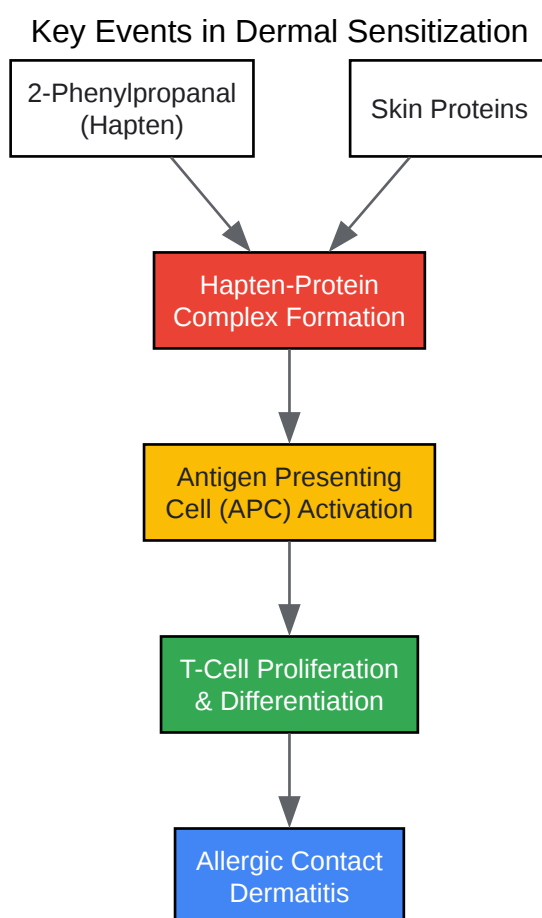 Key Events in Dermal Sensitization
2-Phenylpropanal
(Hapten)
Skin Proteins
Hapten-Protein
Complex Formation
Antigen Presenting
Cell (APC) Activation
T-Cell Proliferation
& Differentiation
Allergic Contact
Dermatitis